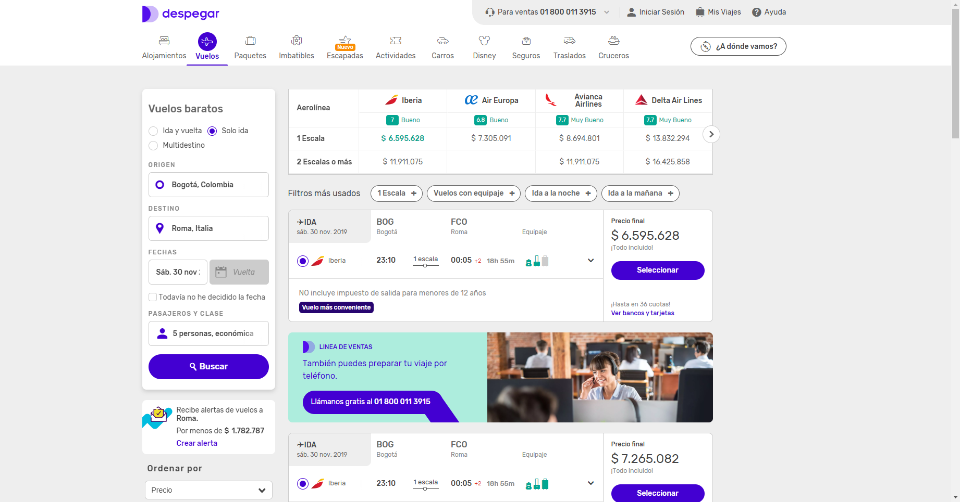 despegar
Para ventas 01 800 011 3915
Iniciar Sesión
Mis Viajes
Ayuda
Alojamientos
Vuelos
Paquetes
Imbatibles
Nuevo
Escapadas
Actividades
Carros
Disney
Seguros
Traslados
Cruceros
¿A dónde vamos?
Vuelos baratos
Ida y vuelta
Solo ida
Multidestino
ORIGEN
Bogotá, Colombia
DESTINO
Roma, Italia
FECHAS
Sáb. 30 nov
Vuelta
Todavía no he decidido la fecha
PASAJEROS Y CLASE
5 personas, económica
Buscar
Recibe alertas de vuelos a
Roma.
Por menos de $ 1.782.787
Crear alerta
Ordenar por
Precio
Aerolínea
Iberia
Air Europa
Avianca
Airlines
Delta Air Lines
7 Bueno
6.8 Bueno
7.7 Muy Bueno
7.7 Muy Bueno
1 Escala
$ 6.595.628
$ 7.305.091
$ 8.694.801
$ 13.832.294
2 Escalas o más
$ 11.911.075
$ 11.911.075
$ 16.425.858
Filtros más usados
1 Escala +
Vuelos con equipaje +
Ida a la noche +
Ida a la mañana +
IDA
sáb. 30 nov. 2019
BOG
Bogotá
FCO
Roma
Equipaje
Iberia
23:10
1 escala
00:05 +2 18h 55m
NO incluye impuesto de salida para menores de 12 años
Vuelo más conveniente
Precio final
$ 6.595.628
¡Todo incluido!
Seleccionar
¡Hasta en 36 cuotas!
Ver bancos y tarjetas
LINEA DE VENTAS
También puedes preparar tu viaje por
teléfono.
Llámanos gratis al 01 800 011 3915
IDA
sáb. 30 nov. 2019
BOG
Bogotá
FCO
Roma
Equipaje
Iberia
23:10
1 escala
00:05 +2 18h 55m
Precio final
$ 7.265.082
¡Todo incluido!
Seleccionar